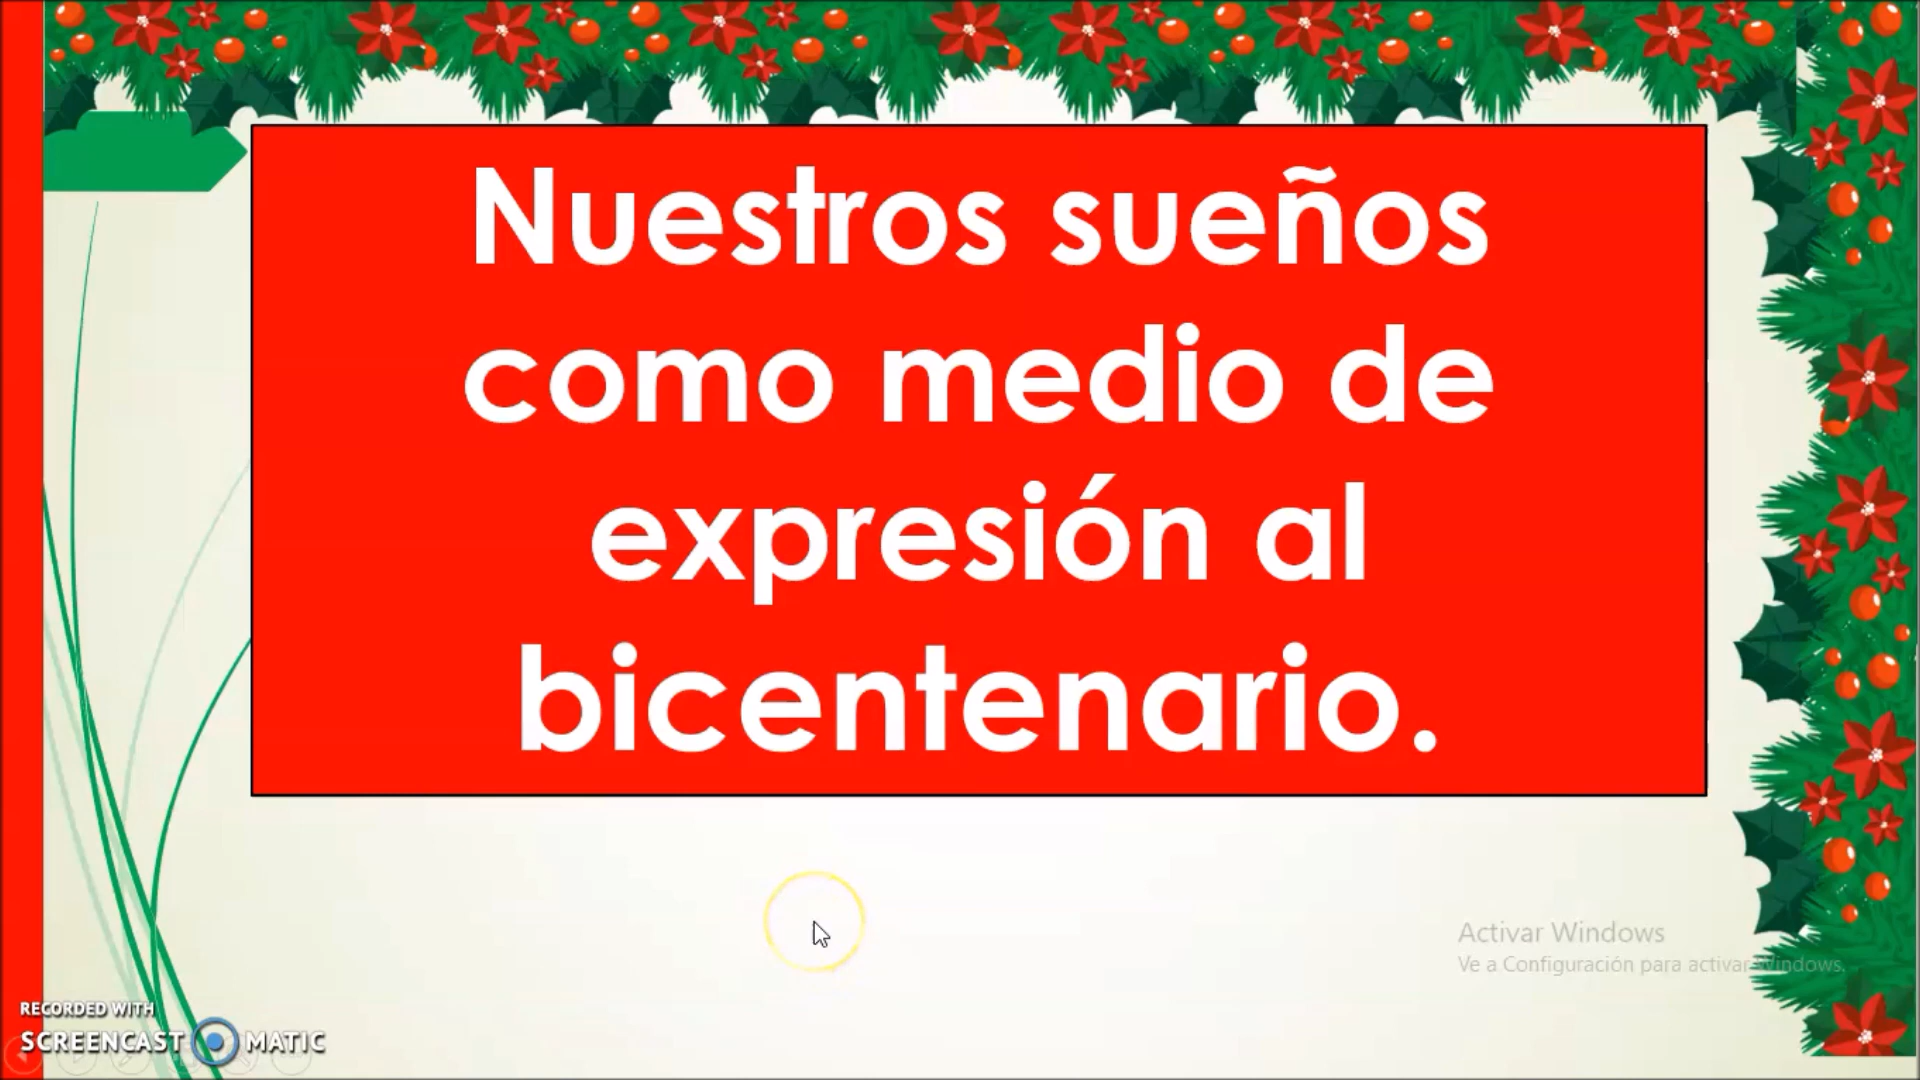 Nuestros sueños
como medio de
expresión al
bicentenario.
Activar Windows
Ve a Configuración para activar Windows.
RECORDED WITH
SCREENCAST MATIC